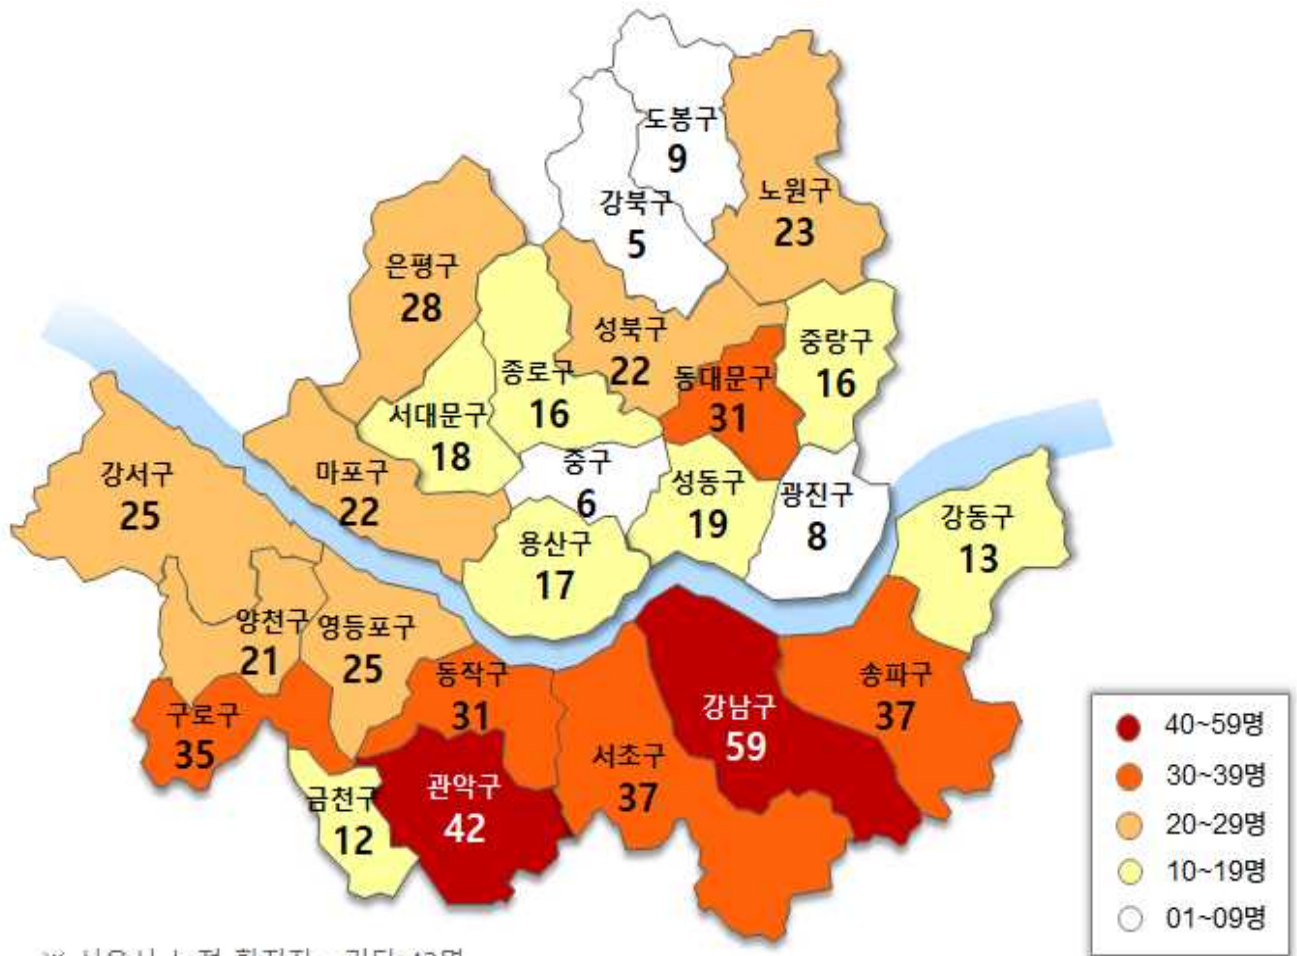 도봉구
9
강북구
5
노원구
23
은평구
28
성북구
22
중랑구
16
종로구
16
동대문구
31
서대문구
18
중구
6
강서구
25
마포구
22
성동구
19
광진구
8
강동구
13
용산구
17
양천구
21
영등포구
25
동작구
31
송파구
37
구로구
35
강남구
59
서초구
37
관악구
42
금천구
12
40~59명
30~39명
20~29명
10~19명
01~09명